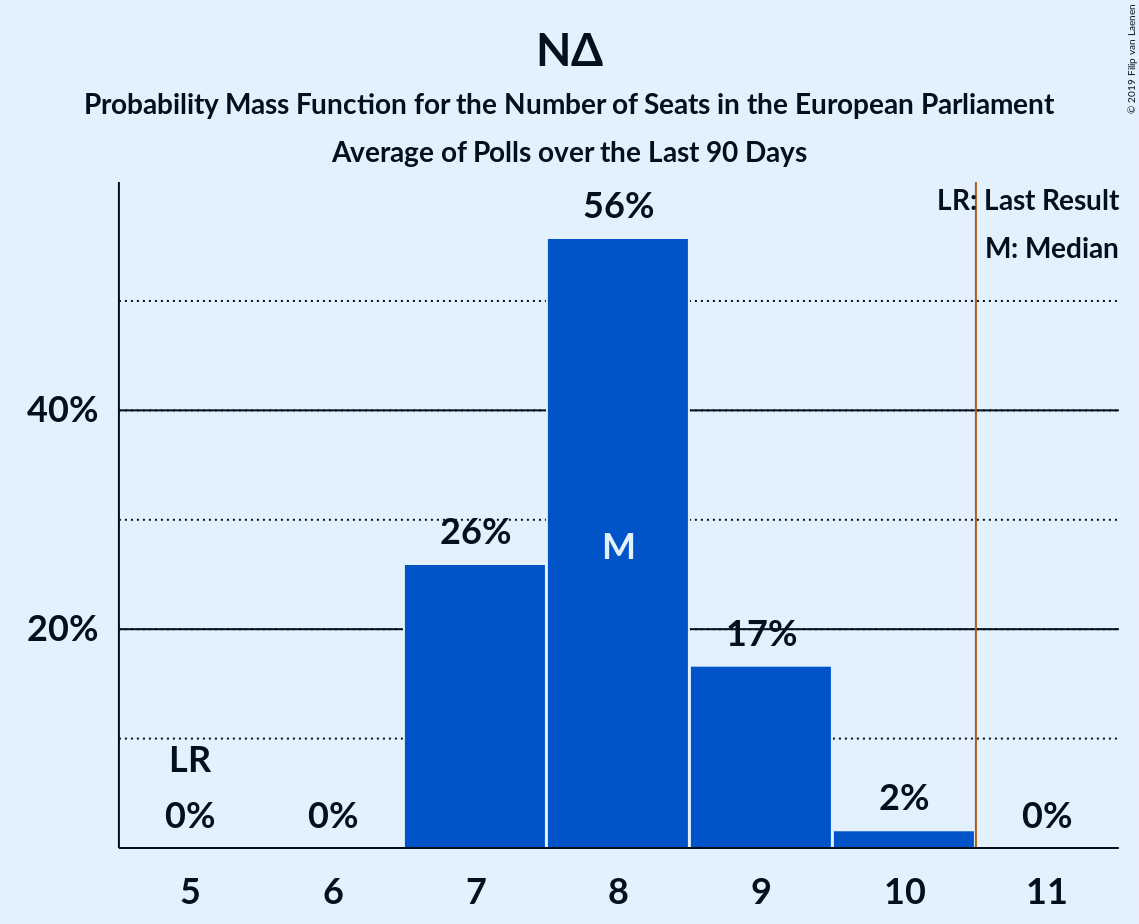 ΝΔ
Probability Mass Function for the Number of Seats in the European Parliament
Average of Polls over the Last 90 Days
© 2019 Filip van Laenen
LR: Last Result
M: Median
56%
40%
26%
M
20%
17%
LR
0%
0%
2%
0%
5
6
7
8
9
10
11